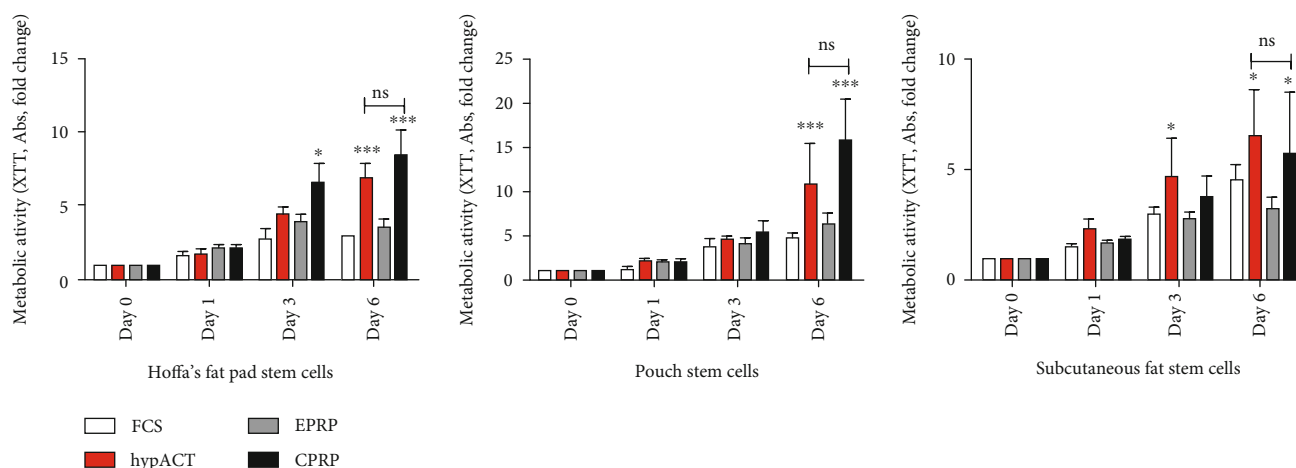 Metabolic ativity (XTT, Abs, fold change)
15
10
5
0
ns
***
***
*
Day 0
Day 1
Day 3
Day 6
Hoffa's fat pad stem cells
Metabolic activity (XTT, Abs, fold change)
25
20
15
10
5
0
ns
***
***
Day 0
Day 1
Day 3
Day 6
Pouch stem cells
Metabolic activity (XTT, Abs, fold change)
10
5
0
ns
*
*
*
Day 0
Day 1
Day 3
Day 6
Subcutaneous fat stem cells
FCS
EPRP
hypACT
CPRP